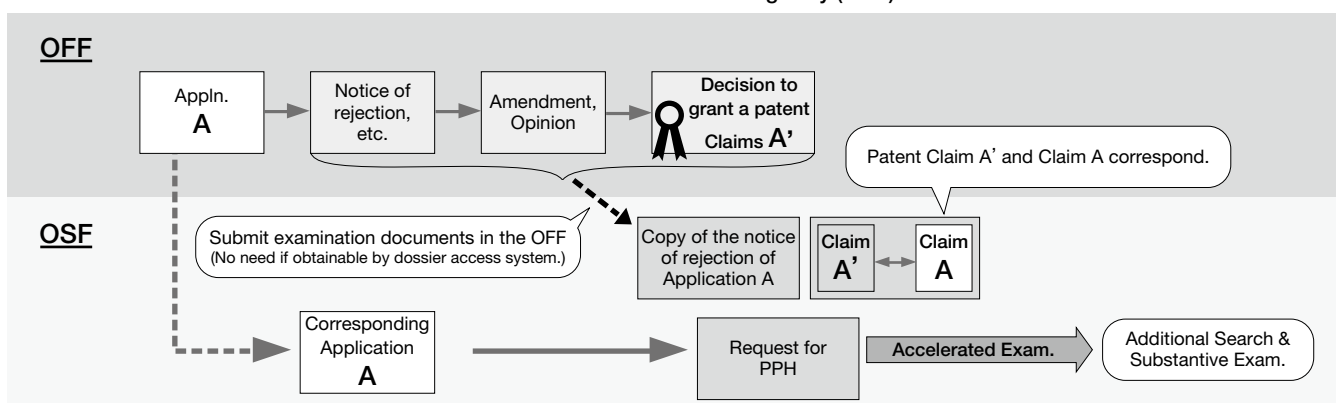 OFF
Appln.
A
Notice of
rejection,
etc.
Amendment,
Opinion
Decision to
grant a patent
Claims A’
Patent Claim A’ and Claim A correspond.
OSF
Submit examination documents in the OFF
(No need if obtainable by dossier access system.)
Copy of the notice
of rejection of
Application A
Claim
A’
Claim
A
Corresponding
Application
A
Request for
PPH
Accelerated Exam.
Additional Search &
Substantive Exam.